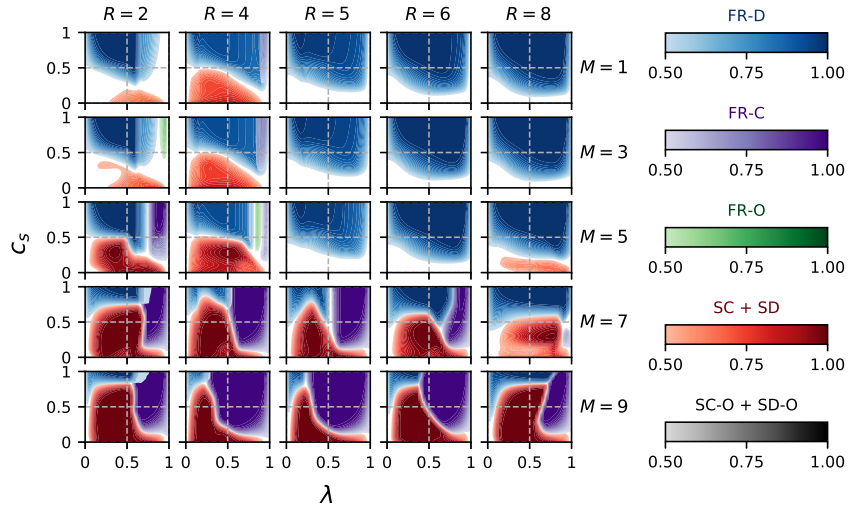 R = 2 R = 4 R = 5 R = 6 R = 8
FR-D
1 0.5 0
M = 1
0.50 0.75 1.00
FR-C
1 0.5 0
M = 3
0.50 0.75 1.00
FR-O
1 0.5 0
M = 5
0.50 0.75 1.00
c_s
SC + SD
1 0.5 0
M = 7
0.50 0.75 1.00
SC-O + SD-O
1 0.5 0
M = 9
0.50 0.75 1.00
0 0.5 1 0 0.5 1 0 0.5 1 0 0.5 1 0 0.5 1
λ